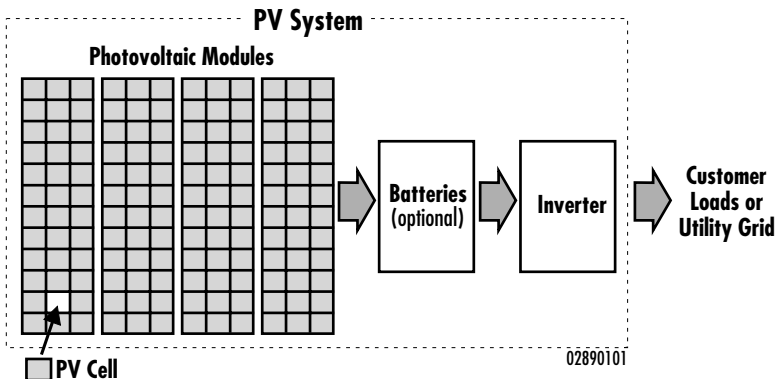 PV System
Photovoltaic Modules
Batteries
(optional)
Inverter
Customer
Loads or
Utility Grid
02890101
PV Cell